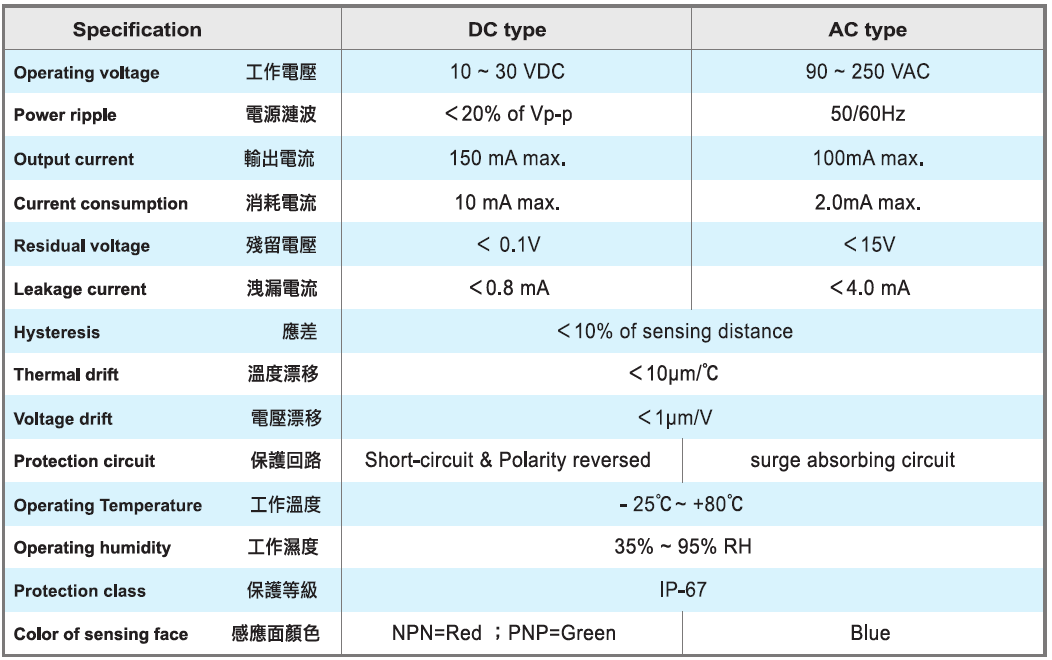 Specification DC type AC type
Operating voltage 工作電壓 10 ~ 30 VDC 90 ~ 250 VAC
Power ripple 電源漣波 <20% of Vp-p 50/60Hz
Output current 輸出電流 150 mA max. 100mA max.
Current consumption 消耗電流 10 mA max. 2.0mA max.
Residual voltage 殘留電壓 < 0.1V <15V
Leakage current 洩漏電流 <0.8 mA <4.0 mA
Hysteresis 應差 <10% of sensing distance
Thermal drift 溫度漂移 <10μm/℃
Voltage drift 電壓漂移 <1μm/V
Protection circuit 保護回路 Short-circuit & Polarity reversed surge absorbing circuit
Operating Temperature 工作溫度 - 25℃ ~ +80℃
Operating humidity 工作濕度 35% ~ 95% RH
Protection class 保護等級 IP-67
Color of sensing face 感應面顏色 NPN=Red ；PNP=Green Blue